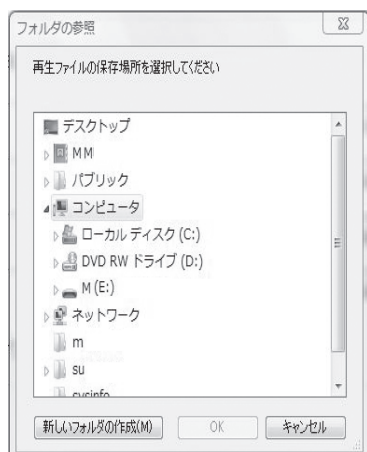 フォルダの参照
再生ファイルの保存場所を選択してください
デスクトップ
MM
パブリック
コンピュータ
ローカル ディスク (C:)
DVD RW ドライブ (D:)
M (E:)
ネットワーク
m
su
sysinfo
新しいフォルダの作成(M)
OK
キャンセル